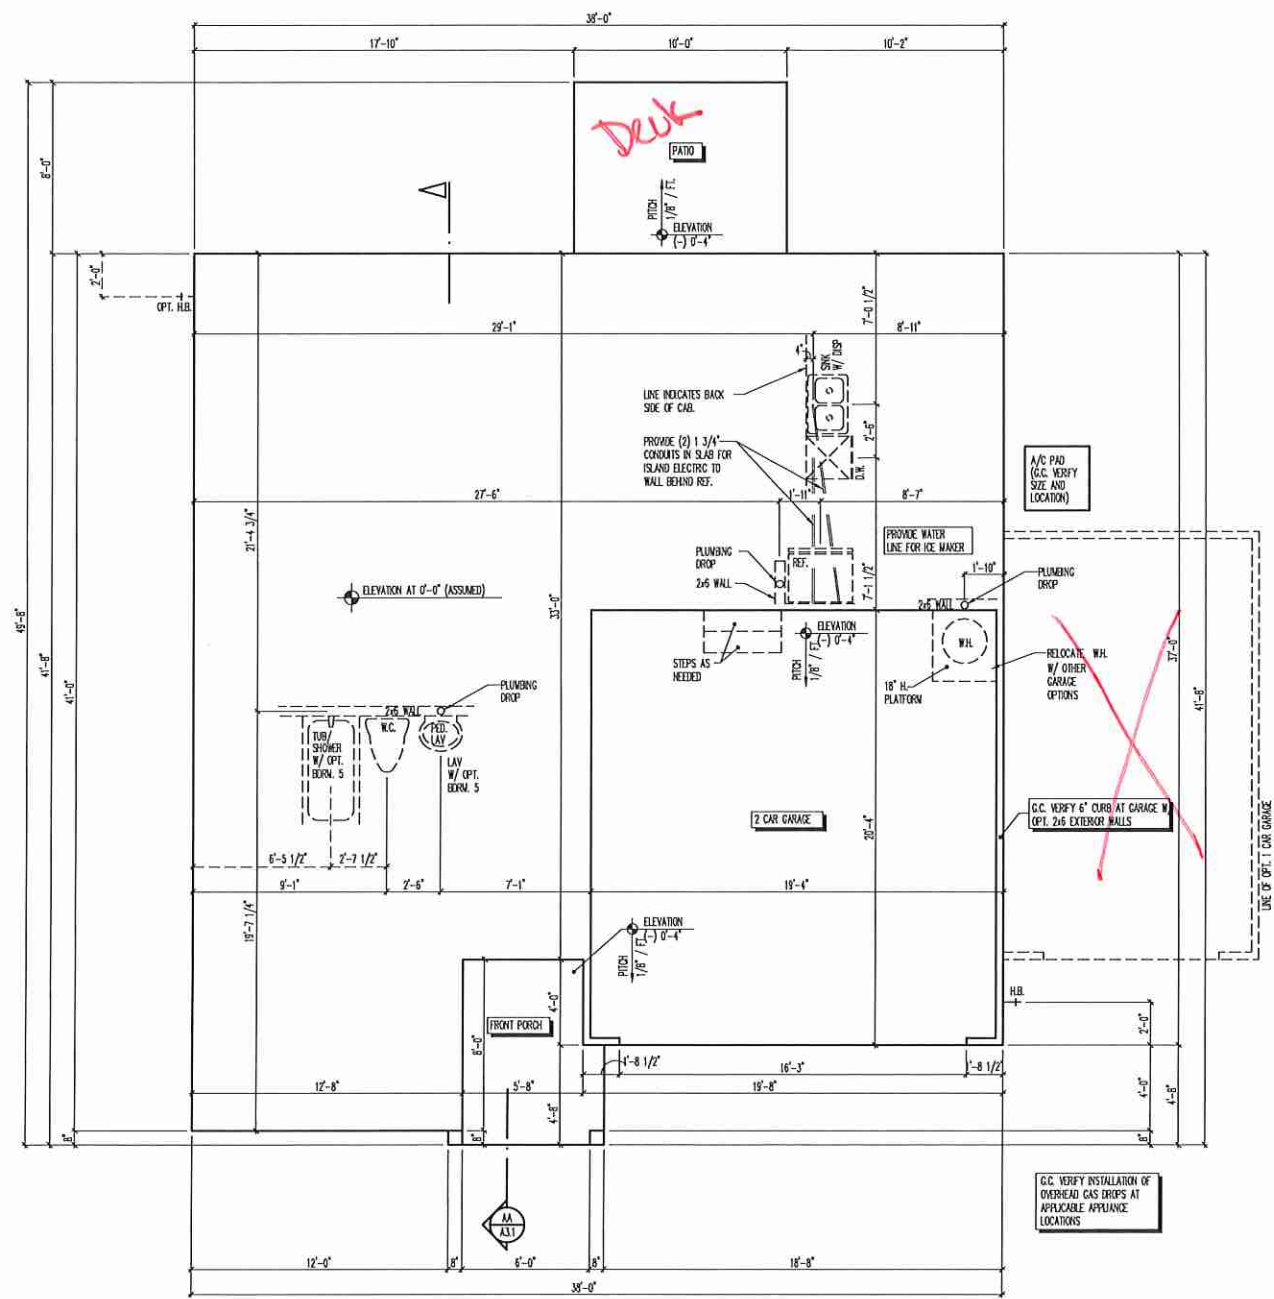 38'-0"
17'-10"
10'-0"
10'-2"
Deck
PATIO
PITCH
1/8" / FT.
ELEVATION
(-) 0'-4"
8'-0"
2'-0"
OPT. H.B.
29'-1"
8'-11"
7'-0 1/2"
4"
SINK
W/ DISP
LINE INDICATES BACK
SIDE OF CAB.
2'-6"
PROVIDE (2) 1 3/4"
CONDUITS IN SLAB FOR
ISLAND ELECTRIC TO
WALL BEHIND REF.
D.W.
A/C PAD
(G.C. VERIFY
SIZE AND
LOCATION)
27'-6"
1'-11"
8'-7"
21'-4 3/4"
PROVIDE WATER
LINE FOR ICE MAKER
PLUMBING
DROP
2x6 WALL
REF.
7'-1 1/2"
1'-10"
PLUMBING
DROP
2x6 WALL
ELEVATION AT 0'-0" (ASSUMED)
33'-0"
49'-8"
41'-8"
41'-0"
ELEVATION
(-) 0'-4"
PITCH
1/8" / FT.
STEPS AS
NEEDED
W.H.
18" H.
PLATFORM
RELOCATE W.H.
W/ OTHER
GARAGE
OPTIONS
37'-0"
41'-8"
PLUMBING
DROP
2x6 WALL
TUB/
SHOWER
W/ OPT.
BDRM. 5
W.C.
PED.
LAV
LAV
W/ OPT.
BDRM. 5
2 CAR GARAGE
20'-4"
G.C. VERIFY 6" CURB AT GARAGE W/
OPT. 2x6 EXTERIOR WALLS
LINE OF OPT. 1 CAR GARAGE
6'-5 1/2"
2'-7 1/2"
9'-1"
2'-6"
7'-1"
19'-4"
19'-7 1/4"
ELEVATION
(-) 0'-4"
PITCH
1/8" / FT.
H.B.
4'-0"
2'-0"
FRONT PORCH
8'-0"
1'-8 1/2"
16'-3"
1'-8 1/2"
12'-8"
5'-8"
19'-8"
4'-8"
4'-0"
4'-8"
8"
8"
8"
G.C. VERIFY INSTALLATION OF
OVERHEAD GAS DROPS AT
APPLICABLE APPLIANCE
LOCATIONS
AA
A3.1
12'-0"
8"
6'-0"
8"
18'-8"
38'-0"